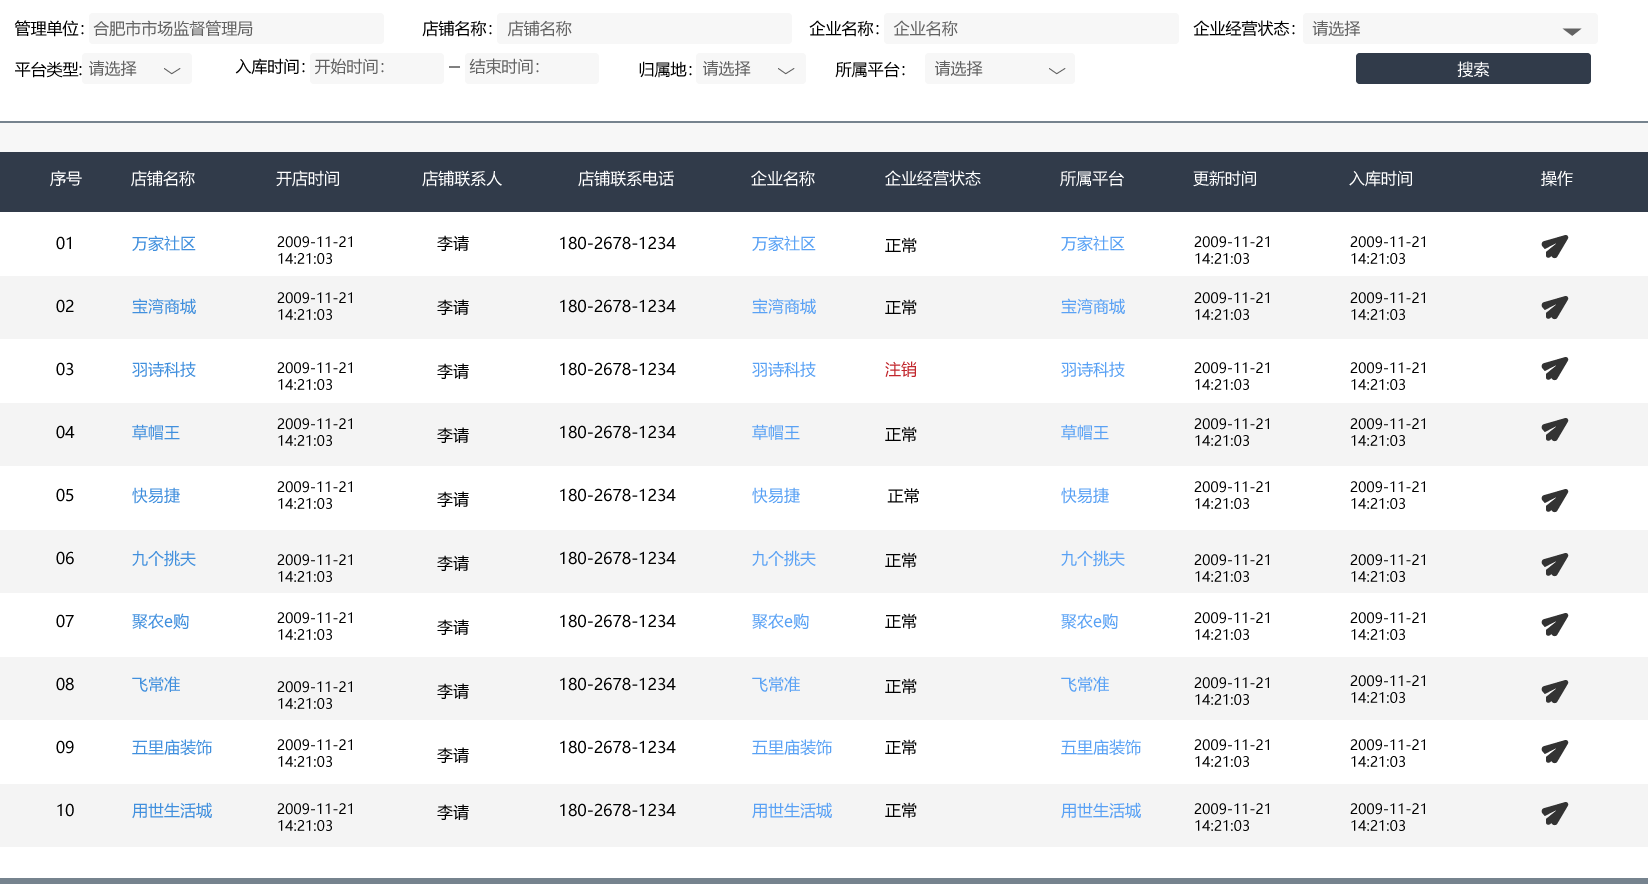 管理单位： 合肥市市场监督管理局 店铺名称： 店铺名称 企业名称： 企业名称 企业经营状态： 请选择
平台类型: 请选择 入库时间： 开始时间： — 结束时间： 归属地： 请选择 所属平台： 请选择 搜索
序号 店铺名称 开店时间 店铺联系人 店铺联系电话 企业名称 企业经营状态 所属平台 更新时间 入库时间 操作
01 万家社区 2009-11-21 14:21:03 李请 180-2678-1234 万家社区 正常 万家社区 2009-11-21 14:21:03 2009-11-21 14:21:03
02 宝湾商城 2009-11-21 14:21:03 李请 180-2678-1234 宝湾商城 正常 宝湾商城 2009-11-21 14:21:03 2009-11-21 14:21:03
03 羽诗科技 2009-11-21 14:21:03 李请 180-2678-1234 羽诗科技 注销 羽诗科技 2009-11-21 14:21:03 2009-11-21 14:21:03
04 草帽王 2009-11-21 14:21:03 李请 180-2678-1234 草帽王 正常 草帽王 2009-11-21 14:21:03 2009-11-21 14:21:03
05 快易捷 2009-11-21 14:21:03 李请 180-2678-1234 快易捷 正常 快易捷 2009-11-21 14:21:03 2009-11-21 14:21:03
06 九个挑夫 2009-11-21 14:21:03 李请 180-2678-1234 九个挑夫 正常 九个挑夫 2009-11-21 14:21:03 2009-11-21 14:21:03
07 聚农e购 2009-11-21 14:21:03 李请 180-2678-1234 聚农e购 正常 聚农e购 2009-11-21 14:21:03 2009-11-21 14:21:03
08 飞常准 2009-11-21 14:21:03 李请 180-2678-1234 飞常准 正常 飞常准 2009-11-21 14:21:03 2009-11-21 14:21:03
09 五里庙装饰 2009-11-21 14:21:03 李请 180-2678-1234 五里庙装饰 正常 五里庙装饰 2009-11-21 14:21:03 2009-11-21 14:21:03
10 用世生活城 2009-11-21 14:21:03 李请 180-2678-1234 用世生活城 正常 用世生活城 2009-11-21 14:21:03 2009-11-21 14:21:03